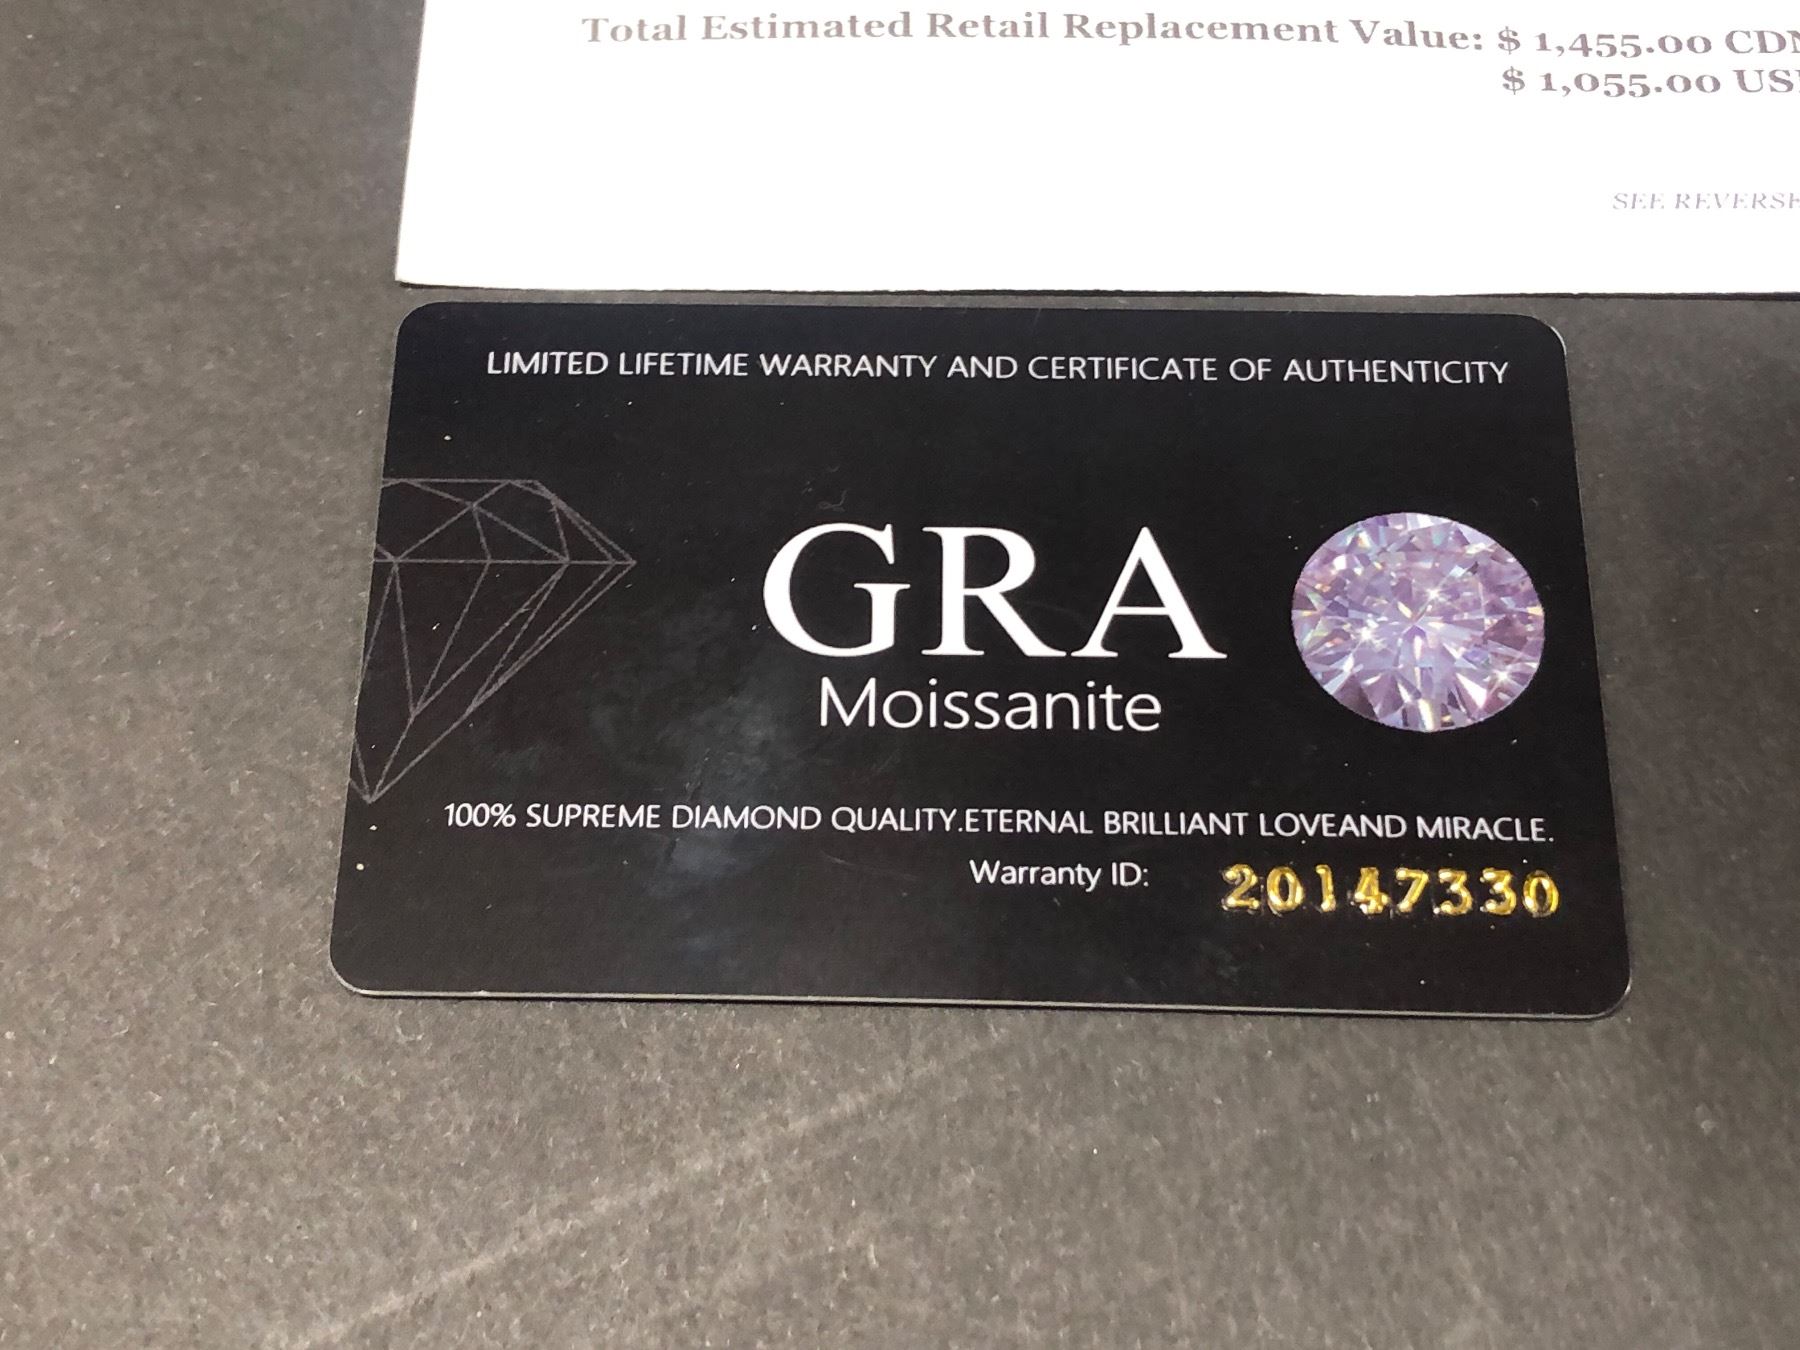 Total Estimated Retail Replacement Value: $ 1,455.00
$ 1,055.00
SEE
LIMITED LIFETIME WARRANTY AND CERTIFICATE OF AUTHENTICITY
GRA
Moissanite
100% SUPREME DIAMOND QUALITY.ETERNAL BRILLIANT LOVEAND MIRACLE.
Warranty ID: 20147330